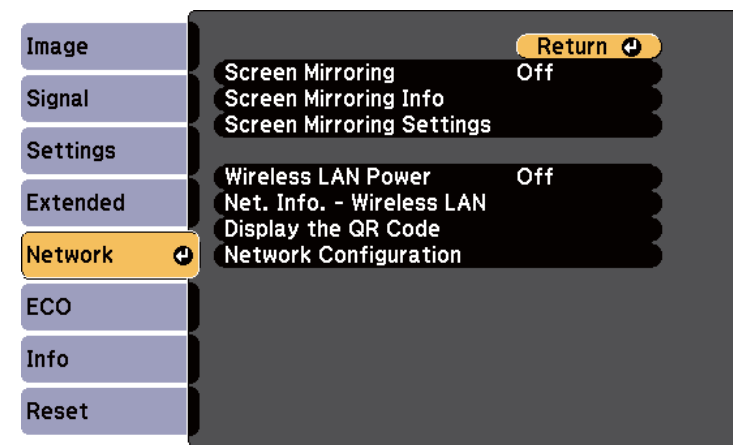 Image
Signal
Settings
Extended
Network
ECO
Info
Reset
Return
Screen Mirroring Off
Screen Mirroring Info
Screen Mirroring Settings
Wireless LAN Power Off
Net. Info. - Wireless LAN
Display the QR Code
Network Configuration